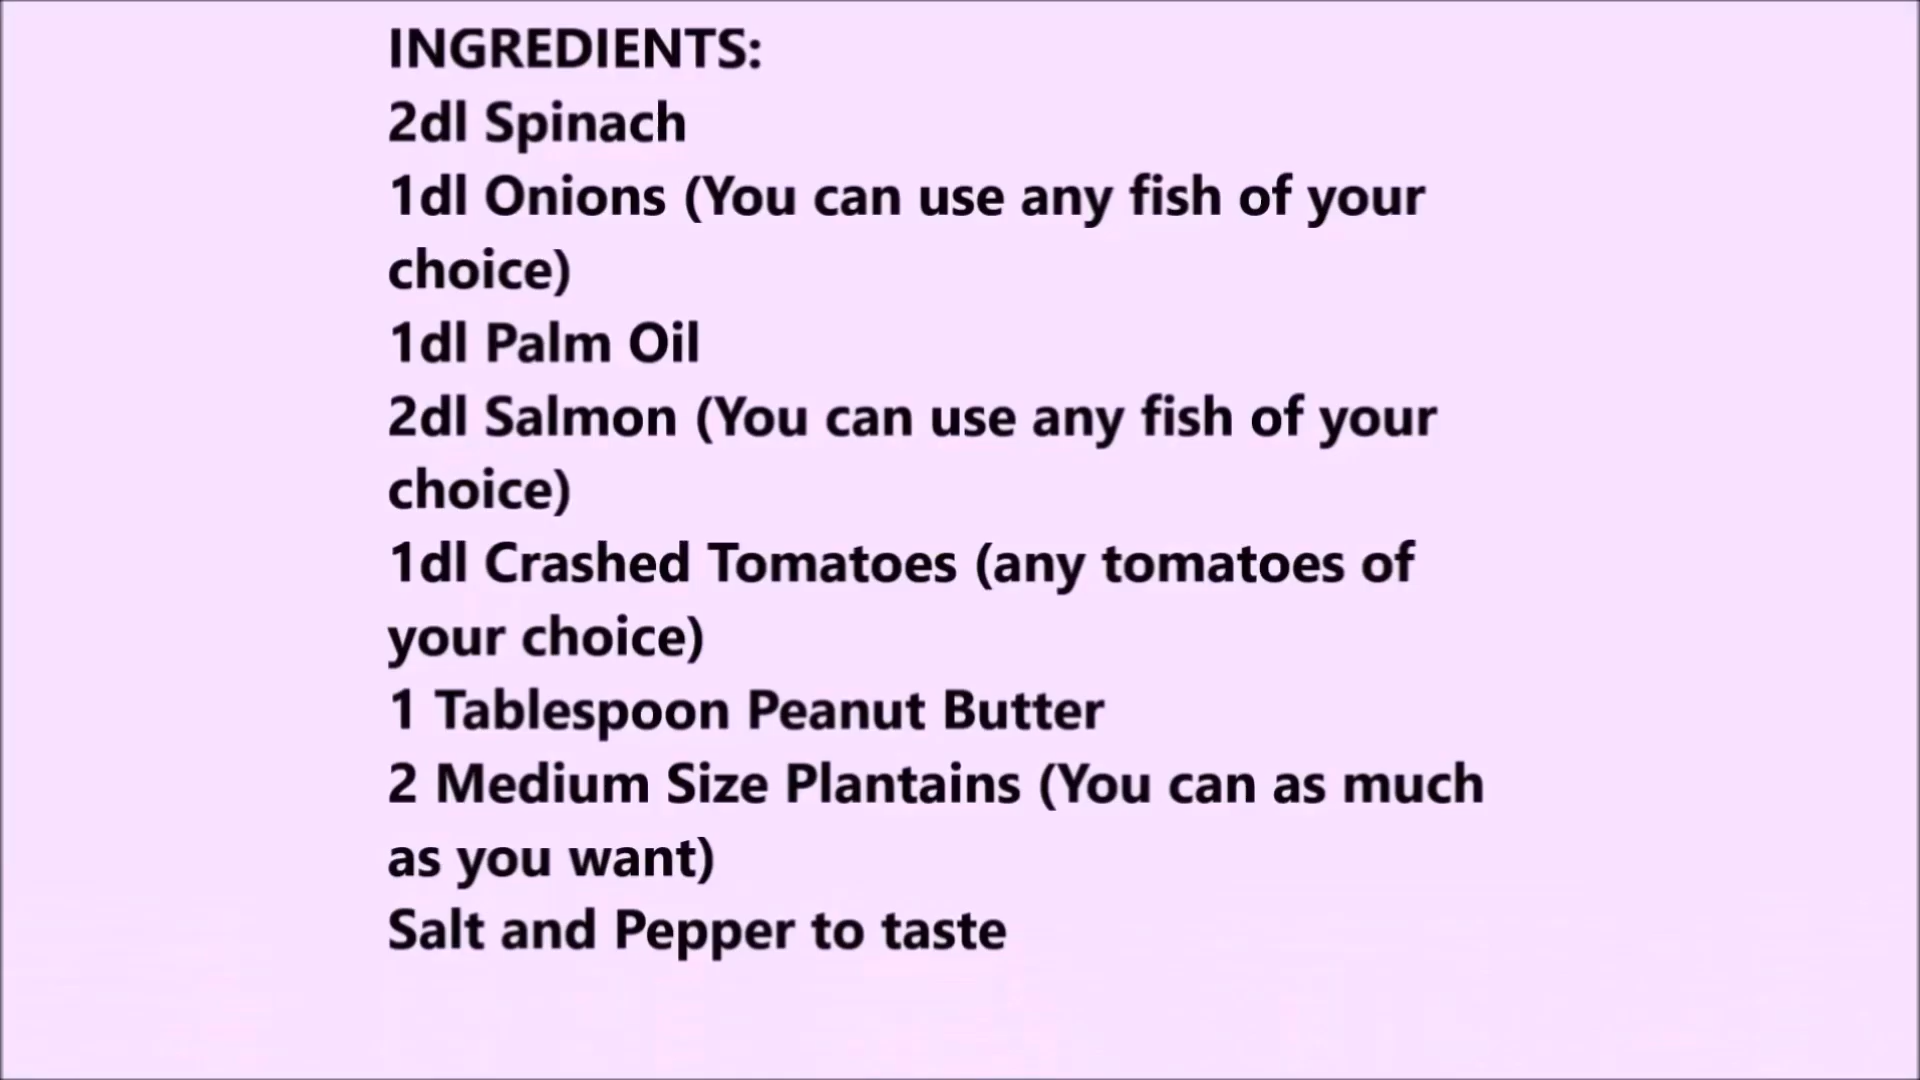 INGREDIENTS:
2dl Spinach
1dl Onions (You can use any fish of your
choice)
1dl Palm Oil
2dl Salmon (You can use any fish of your
choice)
1dl Crashed Tomatoes (any tomatoes of
your choice)
1 Tablespoon Peanut Butter
2 Medium Size Plantains (You can as much
as you want)
Salt and Pepper to taste